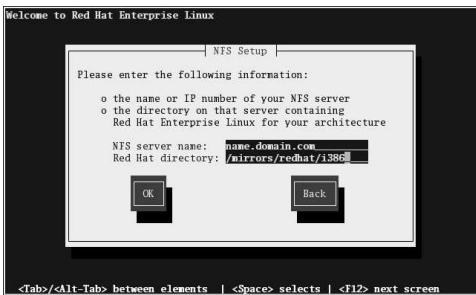 Welcome to Red Hat Enterprise Linux
NFS Setup
Please enter the following information:
o the name or IP number of your NFS server
o the directory on that server containing
Red Hat Enterprise Linux for your architecture
NFS server name: name.domain.com
Red Hat directory: /mirrors/redhat/i386
OK
Back
<Tab>/<Alt-Tab> between elements | <Space> selects | <F12> next screen